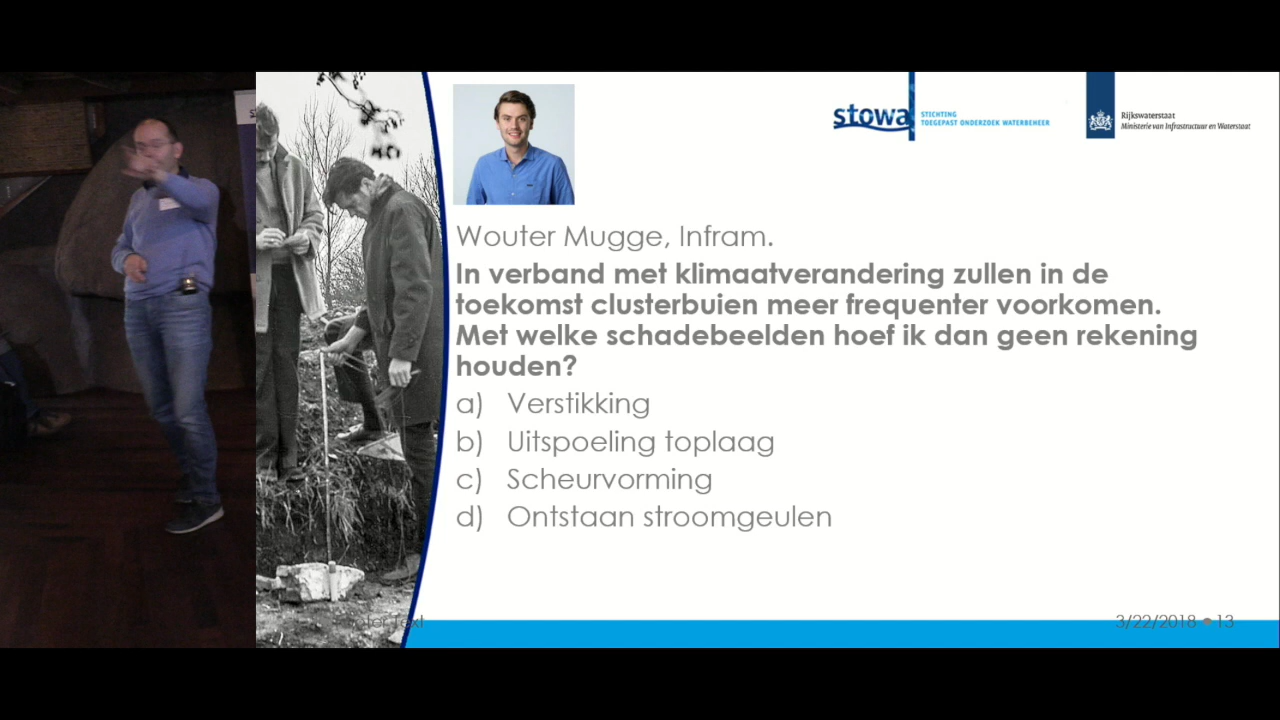 stowa
STICHTING
TOEGEPAST ONDERZOEK WATERBEHEER
Rijkswaterstaat
Ministerie van Infrastructuur en Waterstaat
Wouter Mugge, Infram.
In verband met klimaatverandering zullen in de
toekomst clusterbuien meer frequenter voorkomen.
Met welke schadebeelden hoef ik dan geen rekening
houden?
a) Verstikking
b) Uitspoeling toplaag
c) Scheurvorming
d) Ontstaan stroomgeulen
Text
3/22/2018 • 13